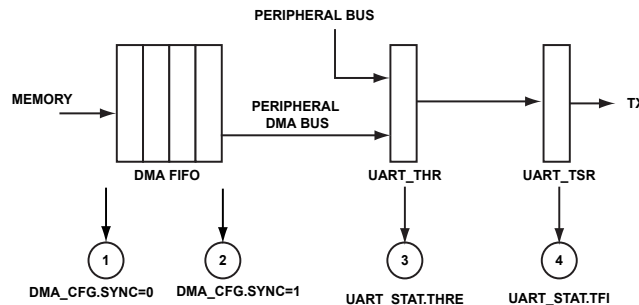 PERIPHERAL BUS
MEMORY
PERIPHERAL
DMA BUS
TX
DMA FIFO
UART_THR
UART_TSR
1
2
3
4
DMA_CFG.SYNC=0
DMA_CFG.SYNC=1
UART_STAT.THRE
UART_STAT.TFI